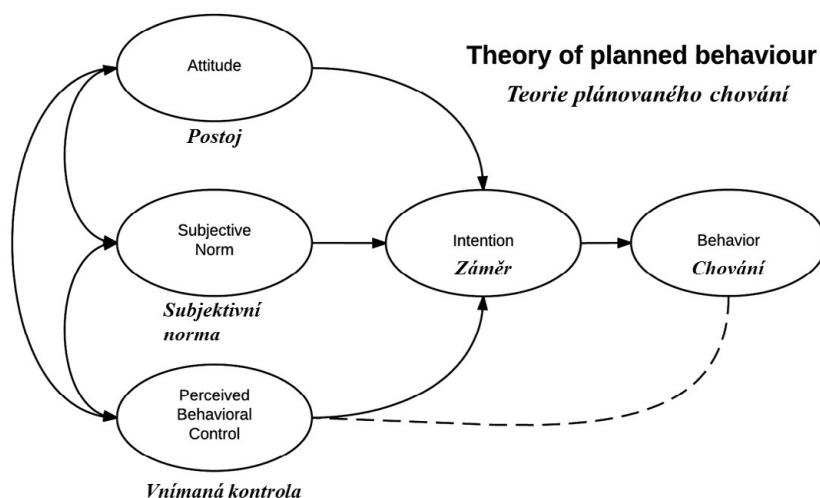 Theory of planned behaviour
Teorie plánovaného chování
Attitude
Postoj
Subjective
Norm
Subjektivní
norma
Perceived
Behavioral
Control
Vnímaná kontrola
Intention
Záměr
Behavior
Chování